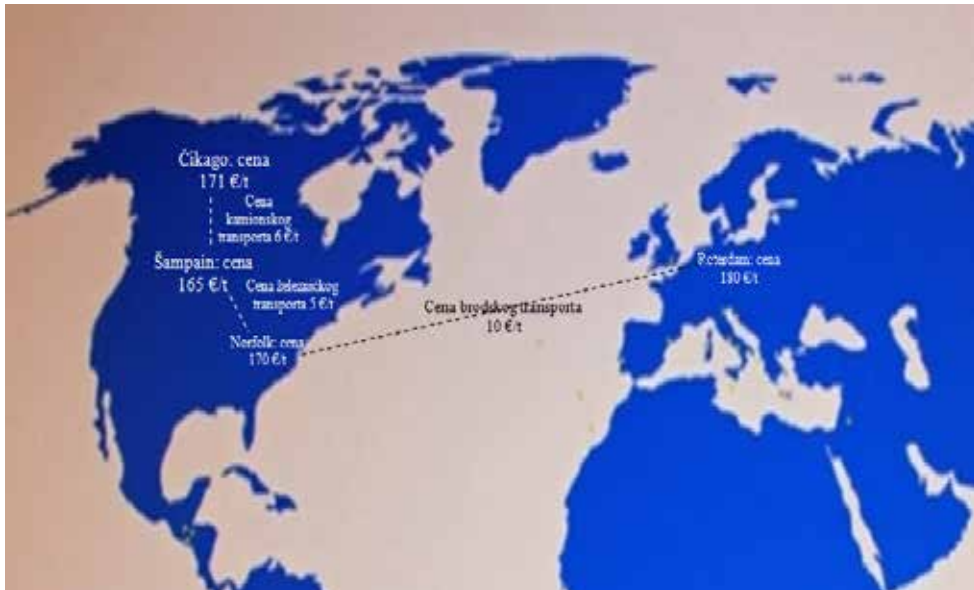 Čikago: cena
171 €/t
Cena
kamionskog
transporta 6 €/t
Šampain: cena
165 €/t
Cena železničkog
transporta 5 €/t
Norfolk: cena
170 €/t
Cena brodskog transporta
10 €/t
Roterdam: cena
180 €/t